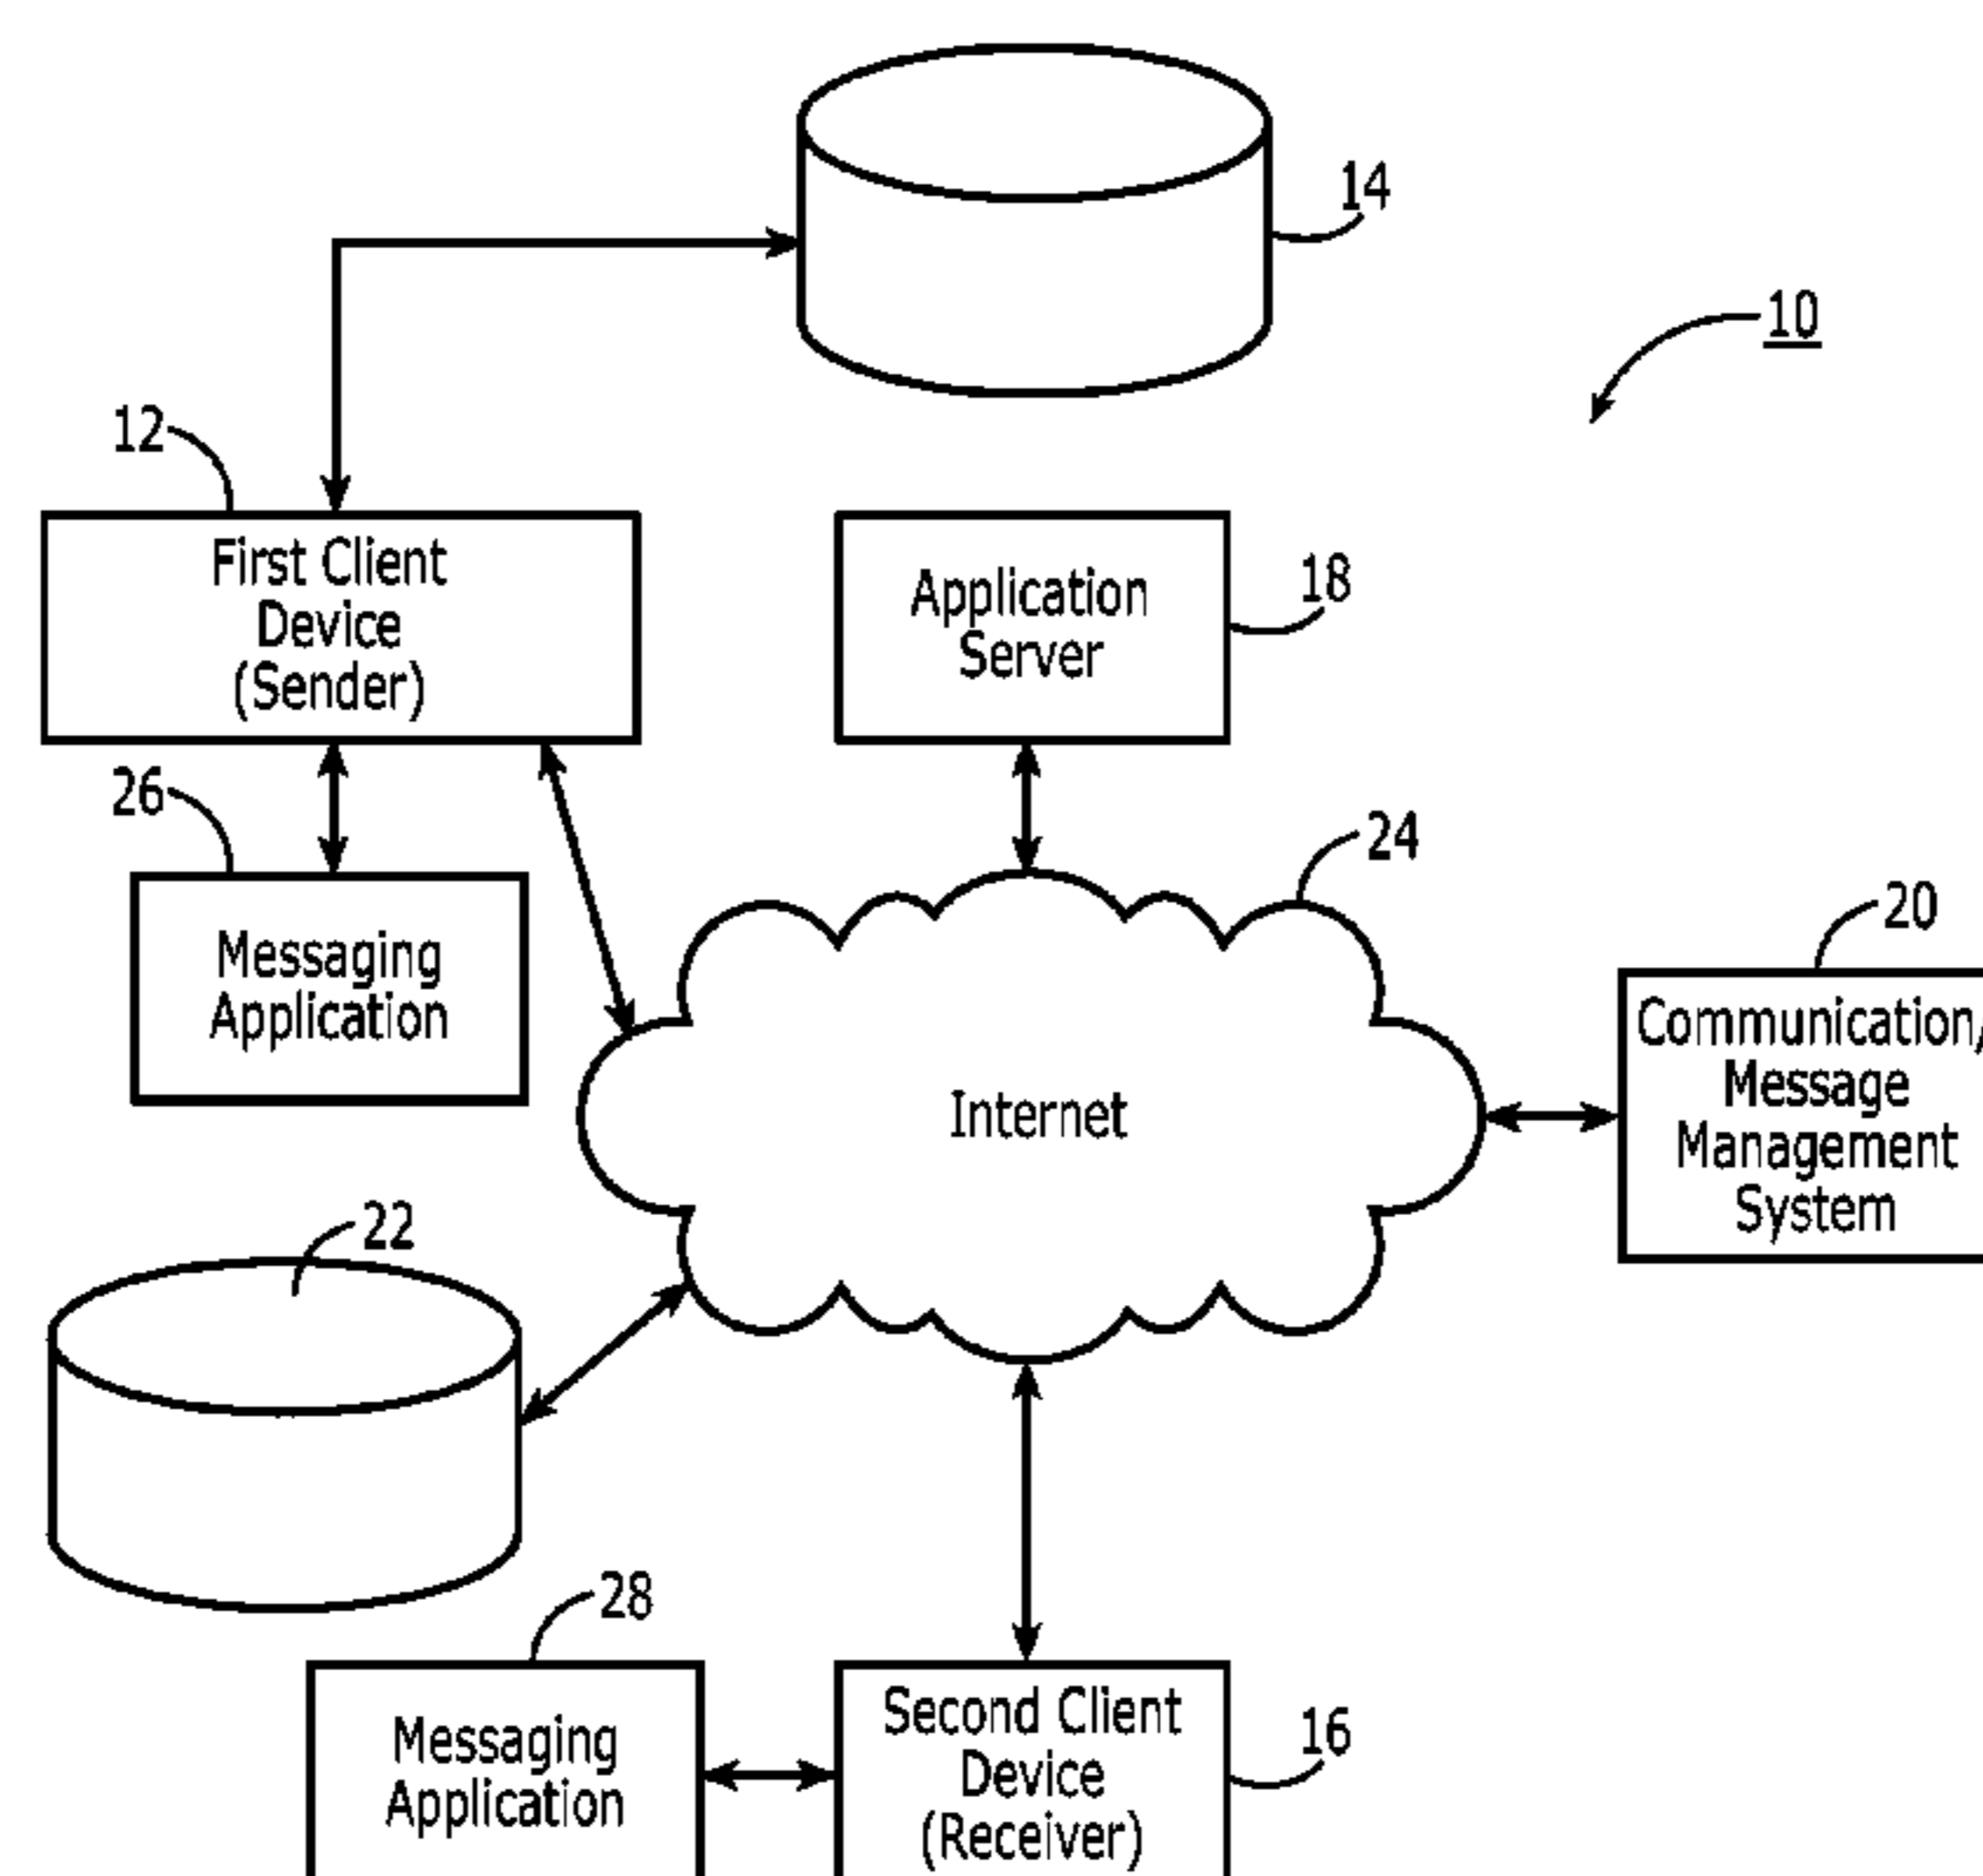 14
10
12
First Client
Device
(Sender)
Application
Server
18
26
Messaging
Application
24
20
Communication/
Message
Management
System
Internet
22
28
Messaging
Application
Second Client
Device
(Receiver)
16